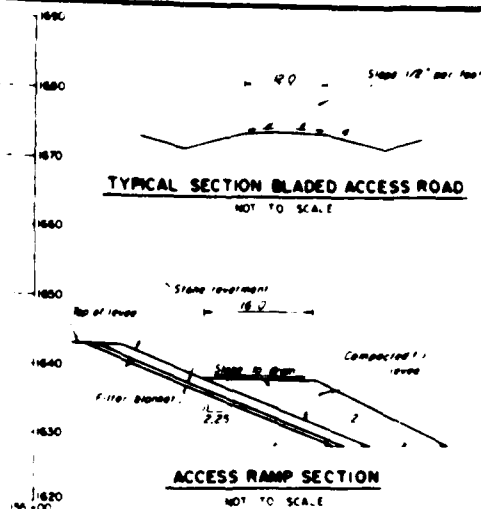 1690
1680
1670
1660
1650
1640
1630
1620
12.0
Slope 1/2" per foot
TYPICAL SECTION BLADED ACCESS ROAD
NOT TO SCALE
Stone revetment
16.0
Top of levee
Compacted
levee
Slope to drain
Filter blanket
1
2.25
2
ACCESS RAMP SECTION
NOT TO SCALE